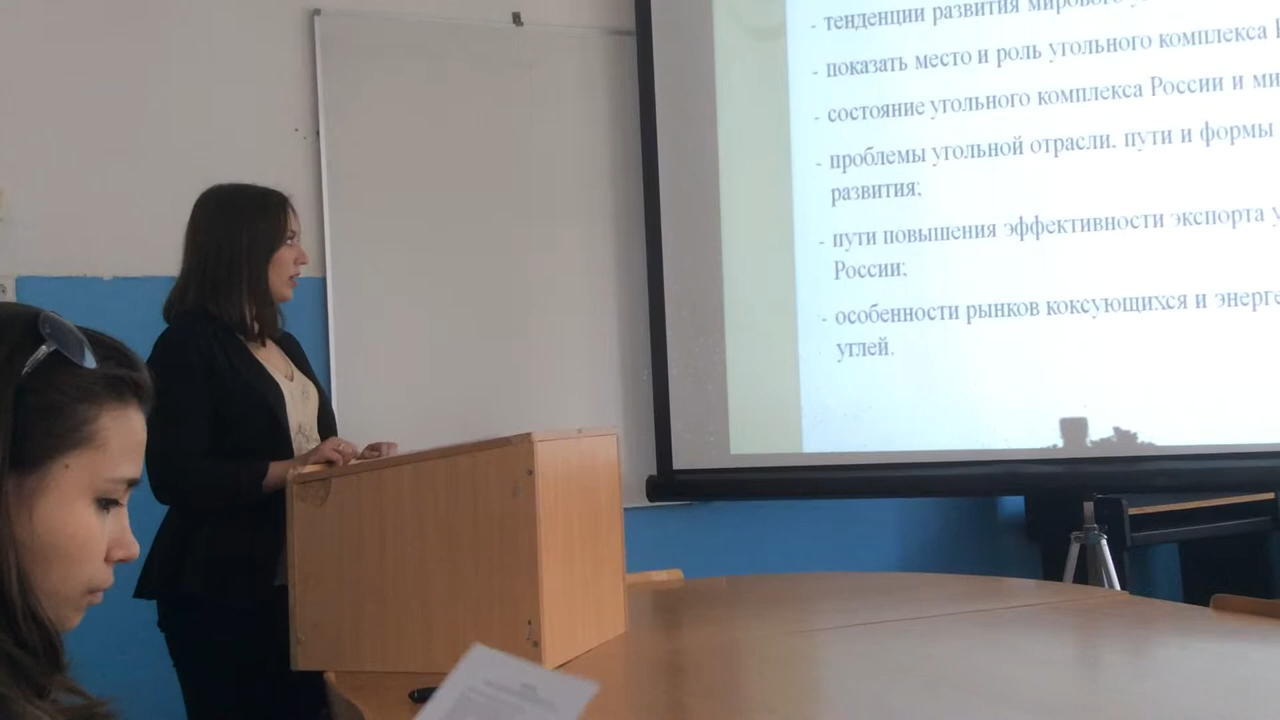 - тенденции развития мирового
- показать место и роль угольного комплекса
- состояние угольного комплекса России и ми
- проблемы угольной отрасли, пути и формы
развития;
- пути повышения эффективности экспорта у
России;
- особенности рынков коксующихся и энерге
углей.